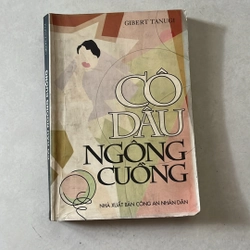 GIBERT TANUGI
CÔ
DÂU
NGÔNG
CUỒNG
NHÀ XUẤT BẢN CÔNG AN NHÂN DÂN